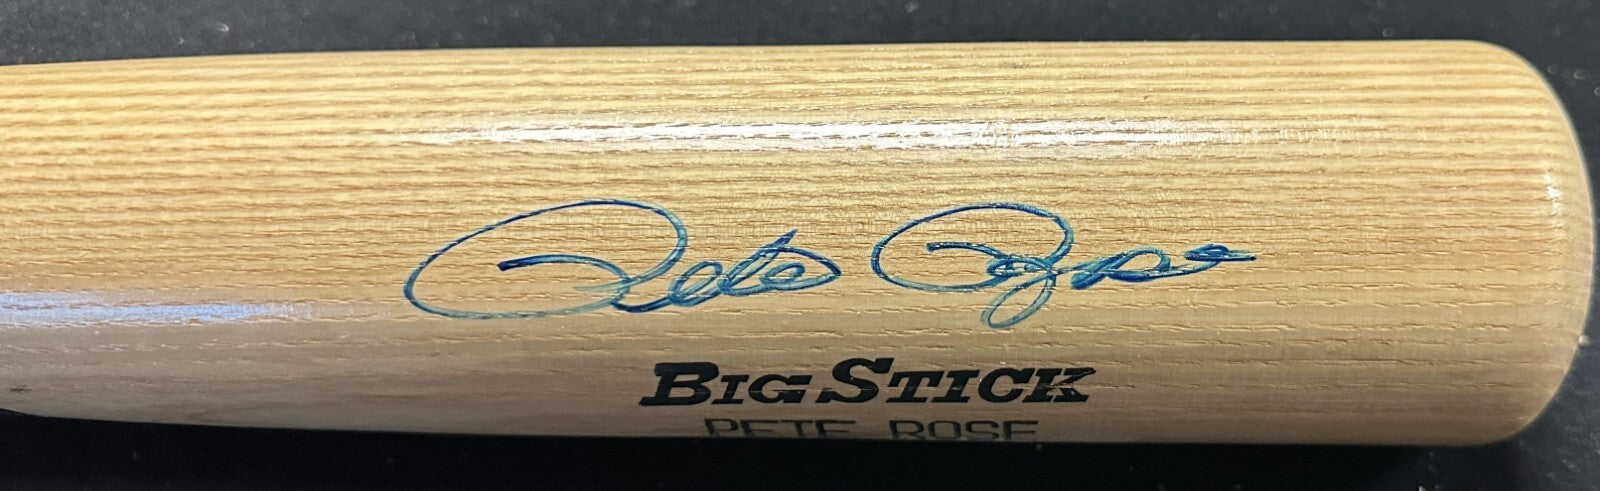 Pete Rose
BIG STICK
PETE ROSE